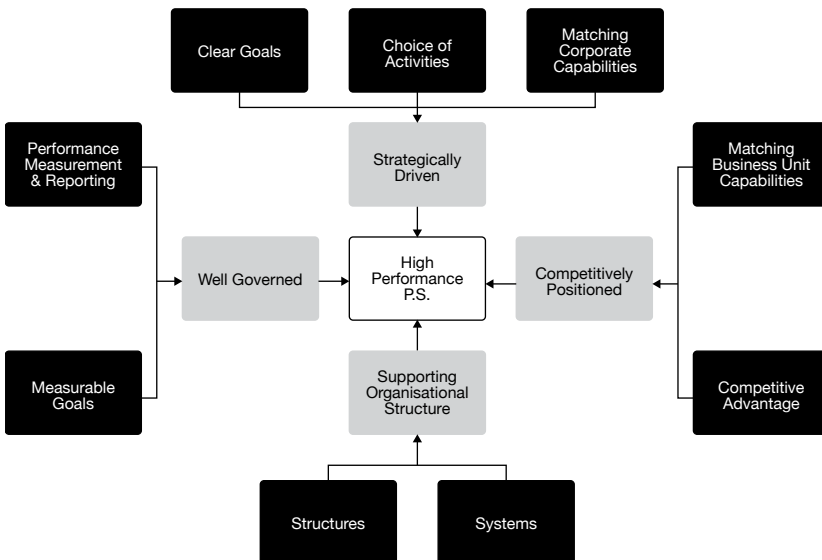 Clear Goals
Choice of
Activities
Matching
Corporate
Capabilities
Performance
Measurement
& Reporting
Strategically
Driven
Matching
Business Unit
Capabilities
Well Governed
High
Performance
P.S.
Competitively
Positioned
Measurable
Goals
Supporting
Organisational
Structure
Competitive
Advantage
Structures
Systems